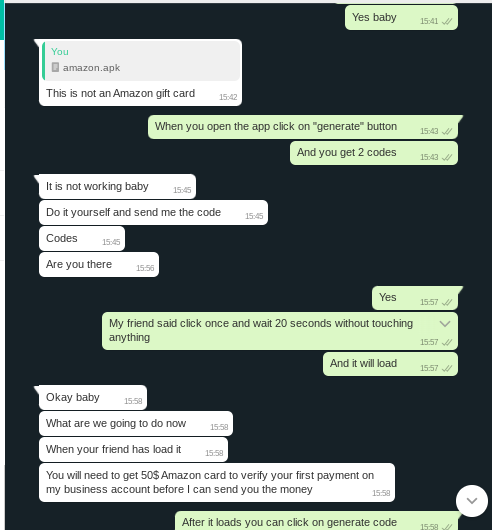 Yes baby 15:41
You
amazon.apk
This is not an Amazon gift card 15:42
When you open the app click on "generate" button 15:43
And you get 2 codes 15:43
It is not working baby 15:45
Do it yourself and send me the code 15:45
Codes 15:45
Are you there 15:56
Yes 15:57
My friend said click once and wait 20 seconds without touching
anything 15:57
And it will load 15:57
Okay baby 15:58
What are we going to do now 15:58
When your friend has load it 15:58
You will need to get 50$ Amazon card to verify your first payment on
my business account before I can send you the money 15:58
After it loads you can click on generate code 15:58